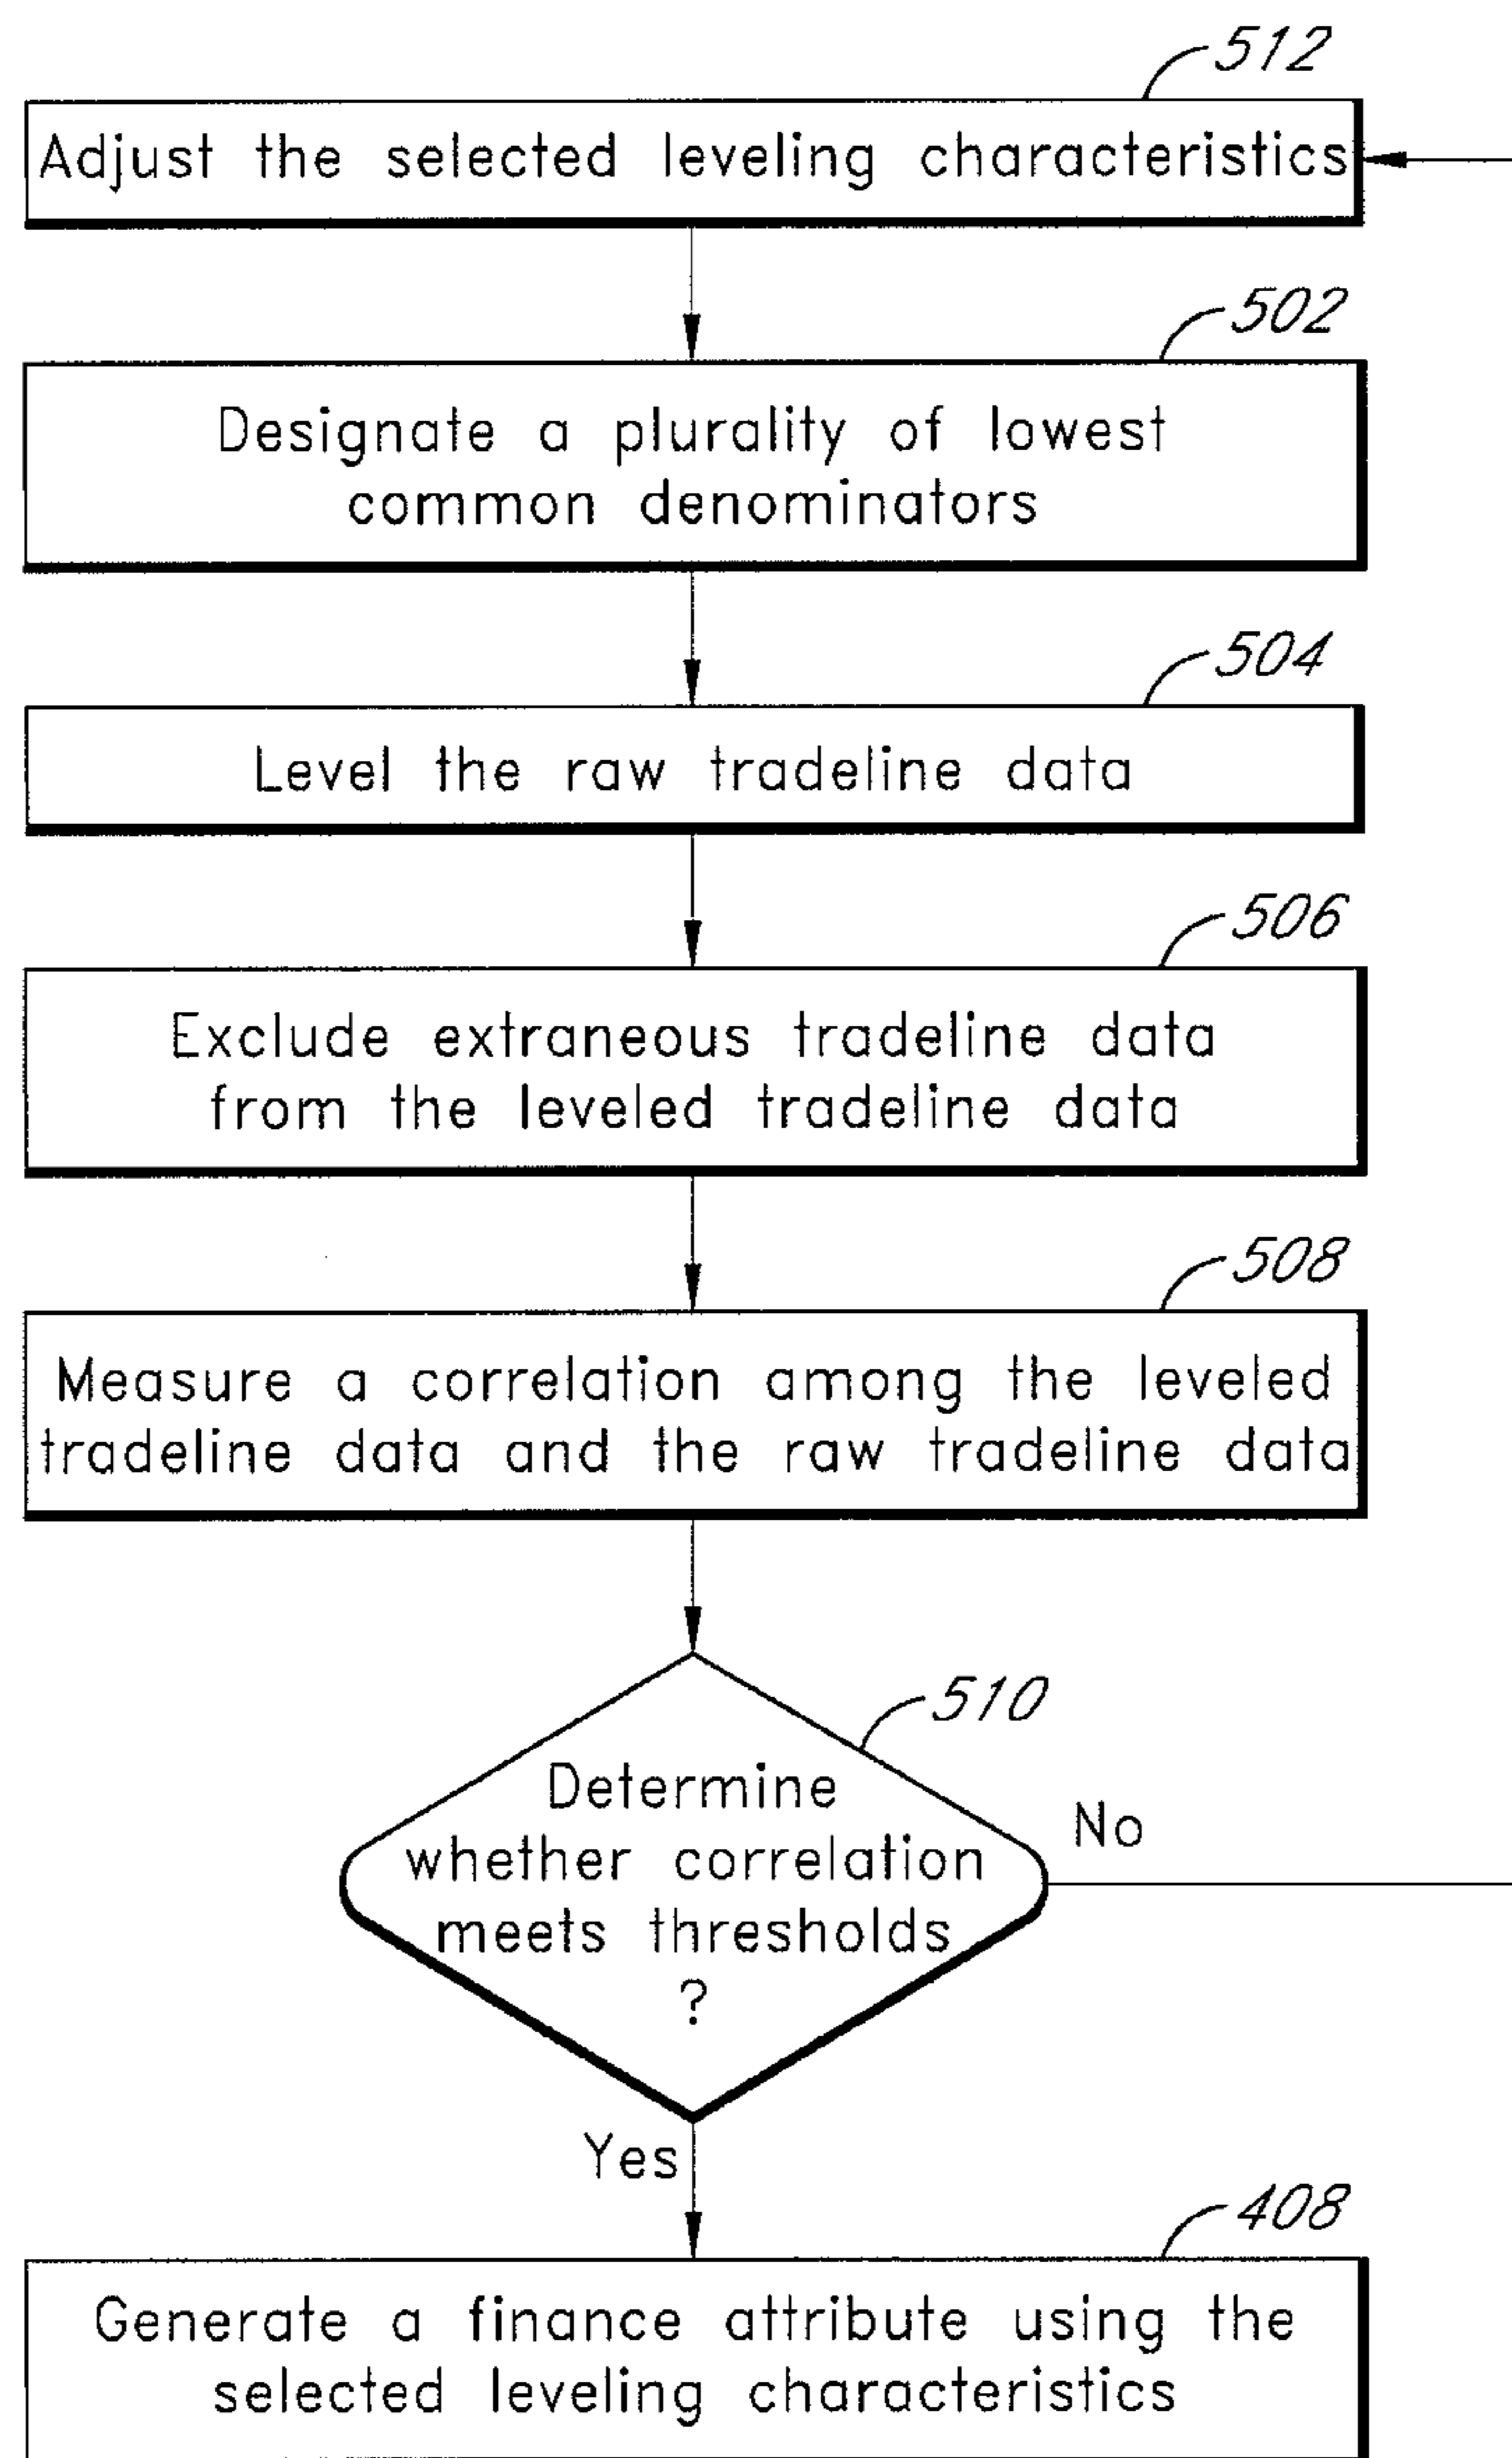 512
Adjust the selected leveling characteristics
502
Designate a plurality of lowest
common denominators
504
Level the raw tradeline data
506
Exclude extraneous tradeline data
from the leveled tradeline data
508
Measure a correlation among the leveled
tradeline data and the raw tradeline data
510
Determine
whether correlation
meets thresholds
?
No
Yes
408
Generate a finance attribute using the
selected leveling characteristics